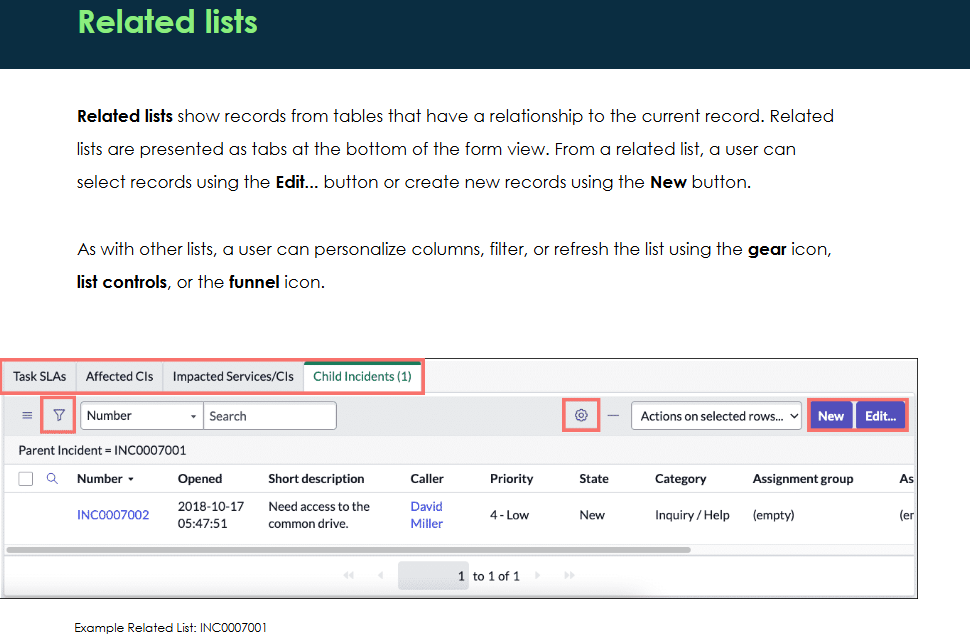 Related lists
Related lists show records from tables that have a relationship to the current record. Related
lists are presented as tabs at the bottom of the form view. From a related list, a user can
select records using the Edit... button or create new records using the New button.
As with other lists, a user can personalize columns, filter, or refresh the list using the gear icon,
list controls, or the funnel icon.
Task SLAs Affected CIs Impacted Services/CIs Child Incidents (1)
Number Search Actions on selected rows... New Edit...
Parent Incident = INC0007001
Number Opened Short description Caller Priority State Category Assignment group As
INC0007002 2018-10-17 05:47:51 Need access to the common drive. David Miller 4 - Low New Inquiry / Help (empty) (er
1 to 1 of 1
Example Related List: INC0007001